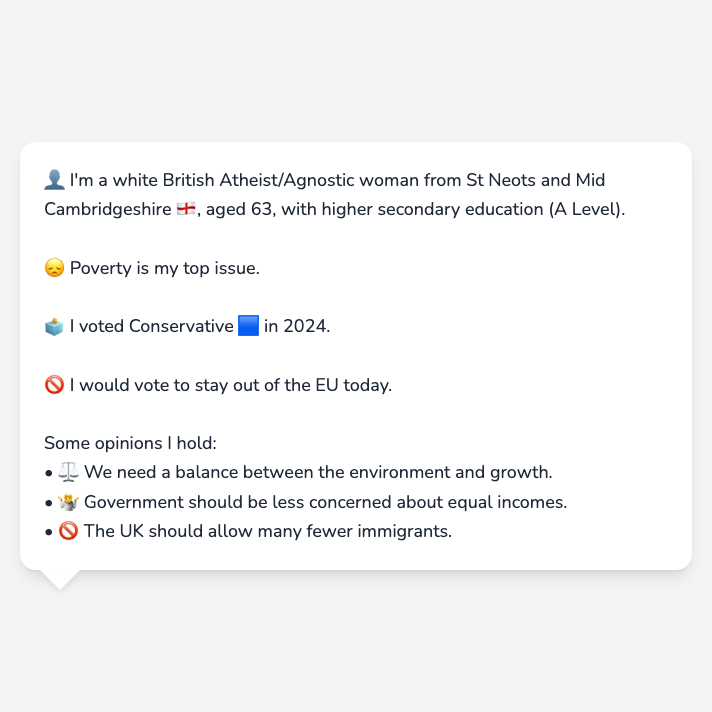 👤 I'm a white British Atheist/Agnostic woman from St Neots and Mid
Cambridgeshire 🏴󠁧󠁢󠁥󠁮󠁧󠁿, aged 63, with higher secondary education (A Level).
😞 Poverty is my top issue.
🗳️ I voted Conservative 🟦 in 2024.
🚫 I would vote to stay out of the EU today.
Some opinions I hold:
• ⚖️ We need a balance between the environment and growth.
• 🤷‍♀️ Government should be less concerned about equal incomes.
• 🚫 The UK should allow many fewer immigrants.